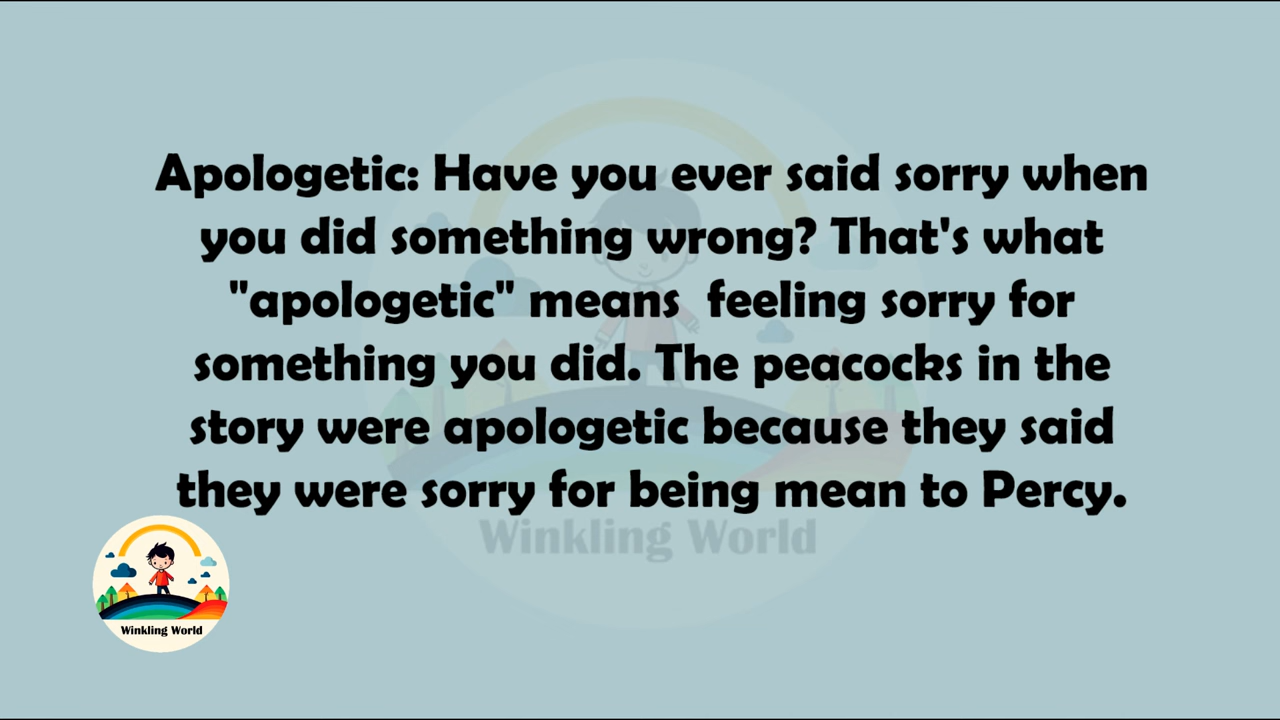 Apologetic: Have you ever said sorry when
you did something wrong? That's what
"apologetic" means  feeling sorry for
something you did. The peacocks in the
story were apologetic because they said
they were sorry for being mean to Percy.
Winkling World
Winkling World